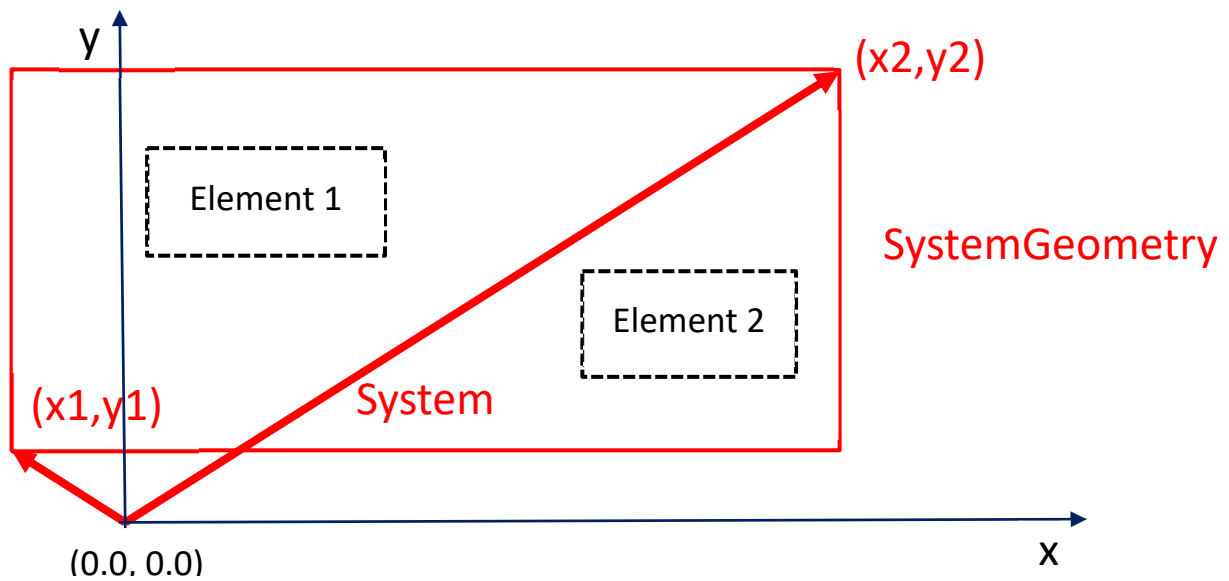 y
(x2,y2)
Element 1
SystemGeometry
Element 2
(x1,y1)
System
x
(0.0, 0.0)